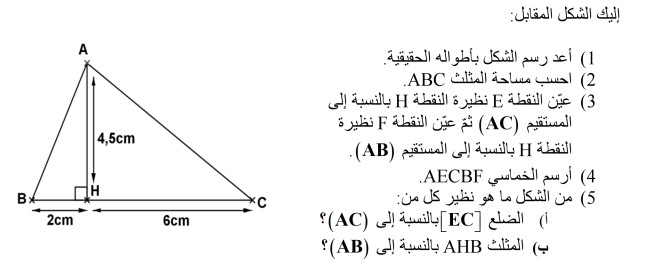 إليك الشكل المقابل:
1) أعد رسم الشكل بأطواله الحقيقية.
2) احسب مساحة المثلث ABC.
3) عيّن النقطة E نظيرة النقطة H بالنسبة إلى
المستقيم (AC) ثمّ عيّن النقطة F نظيرة
النقطة H بالنسبة إلى المستقيم (AB).
4) أرسم الخماسي AECBF.
5) من الشكل ما هو نظير كل من:
أ) الضلع [EC] بالنسبة إلى (AC)؟
ب) المثلث AHB بالنسبة إلى (AB)؟
A
4,5cm
B
H
C
2cm
6cm